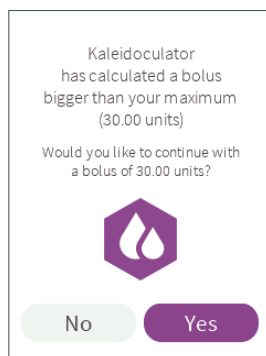 Kaleidoculator
has calculated a bolus
bigger than your maximum
(30.00 units)
Would you like to continue with
a bolus of 30.00 units?
No
Yes